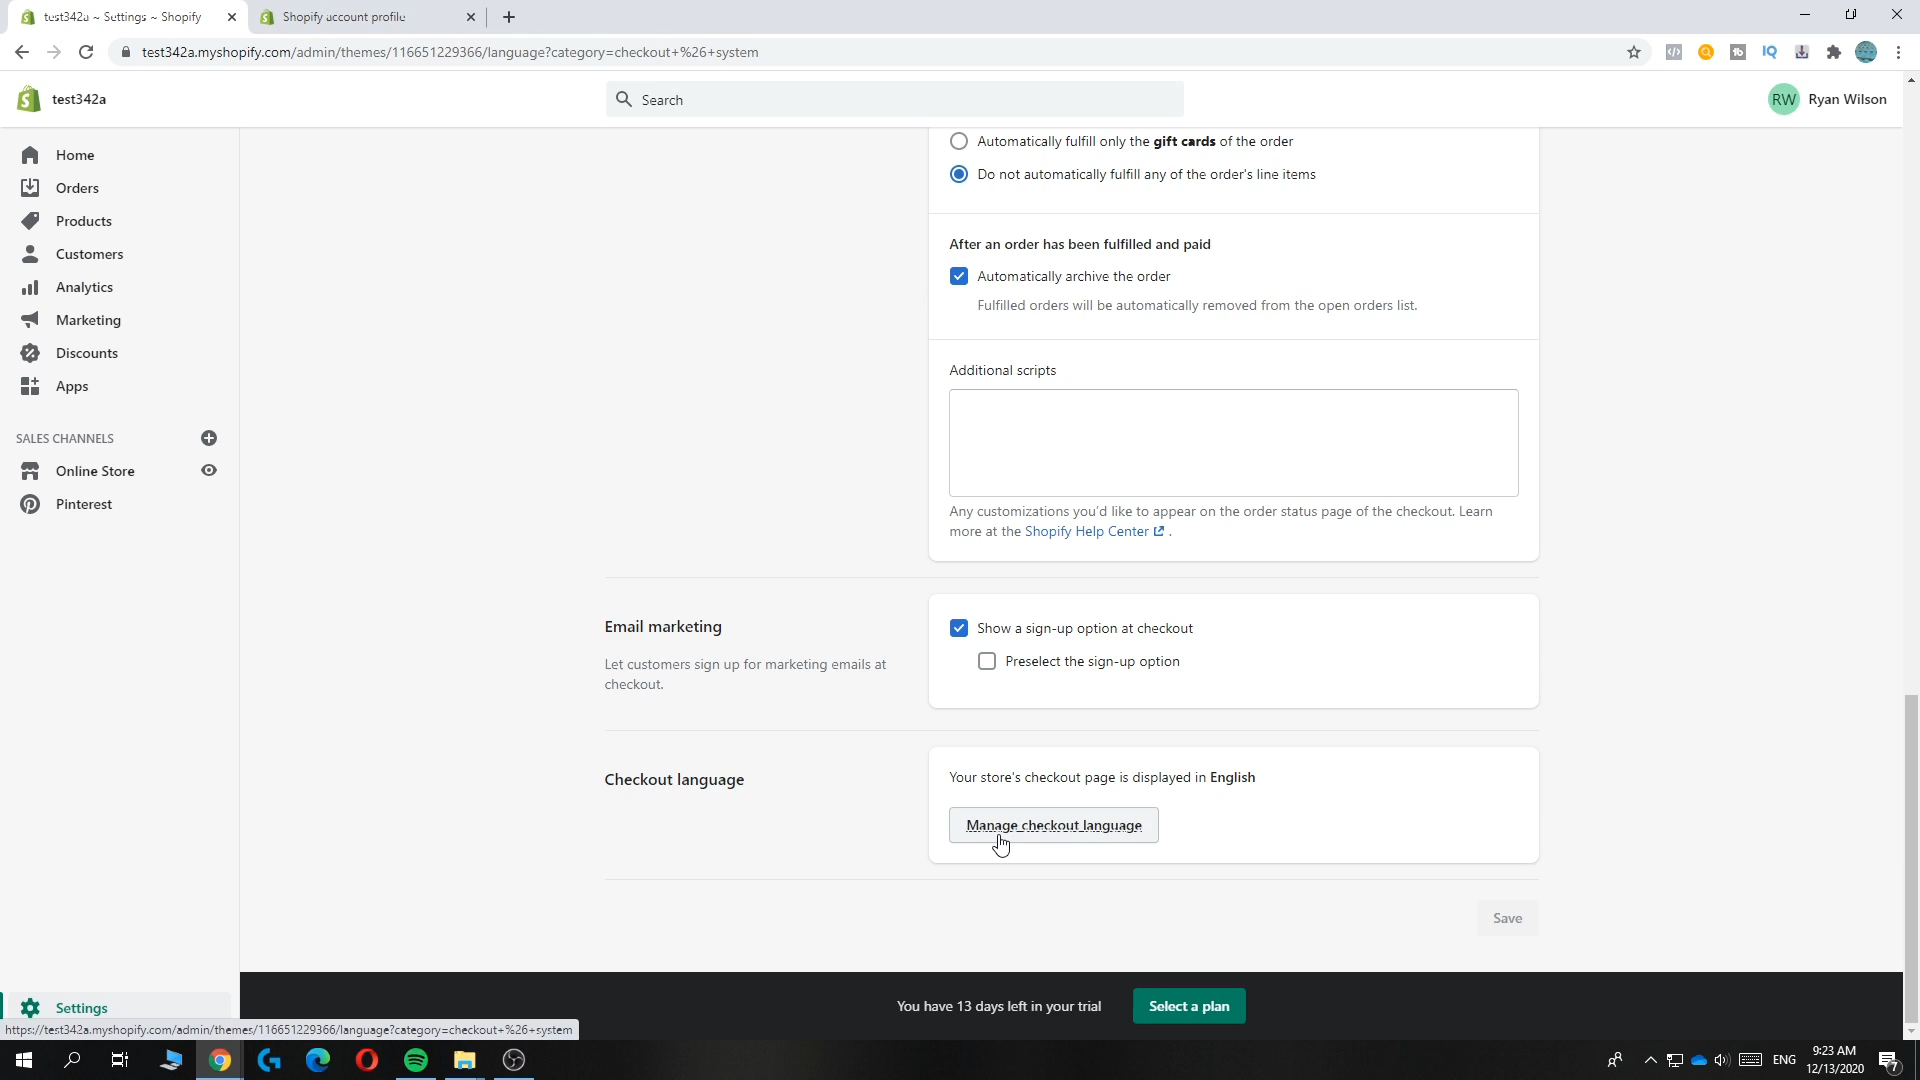 test342a ~ Settings ~ Shopify
Shopify account profile
test342a.myshopify.com/admin/themes/116651229366/language?category=checkout+%26+system
test342a
Search
RW Ryan Wilson
Home
Orders
Products
Customers
Analytics
Marketing
Discounts
Apps
SALES CHANNELS
Online Store
Pinterest
Automatically fulfill only the gift cards of the order
Do not automatically fulfill any of the order's line items
After an order has been fulfilled and paid
Automatically archive the order
Fulfilled orders will be automatically removed from the open orders list.
Additional scripts
Any customizations you'd like to appear on the order status page of the checkout. Learn
more at the Shopify Help Center .
Email marketing
Let customers sign up for marketing emails at
checkout.
Show a sign-up option at checkout
Preselect the sign-up option
Checkout language
Your store's checkout page is displayed in English
Manage checkout language
Save
Settings
You have 13 days left in your trial
Select a plan
https://test342a.myshopify.com/admin/themes/116651229366/language?category=checkout+%26+system
ENG
9:23 AM
12/13/2020
7
IQ